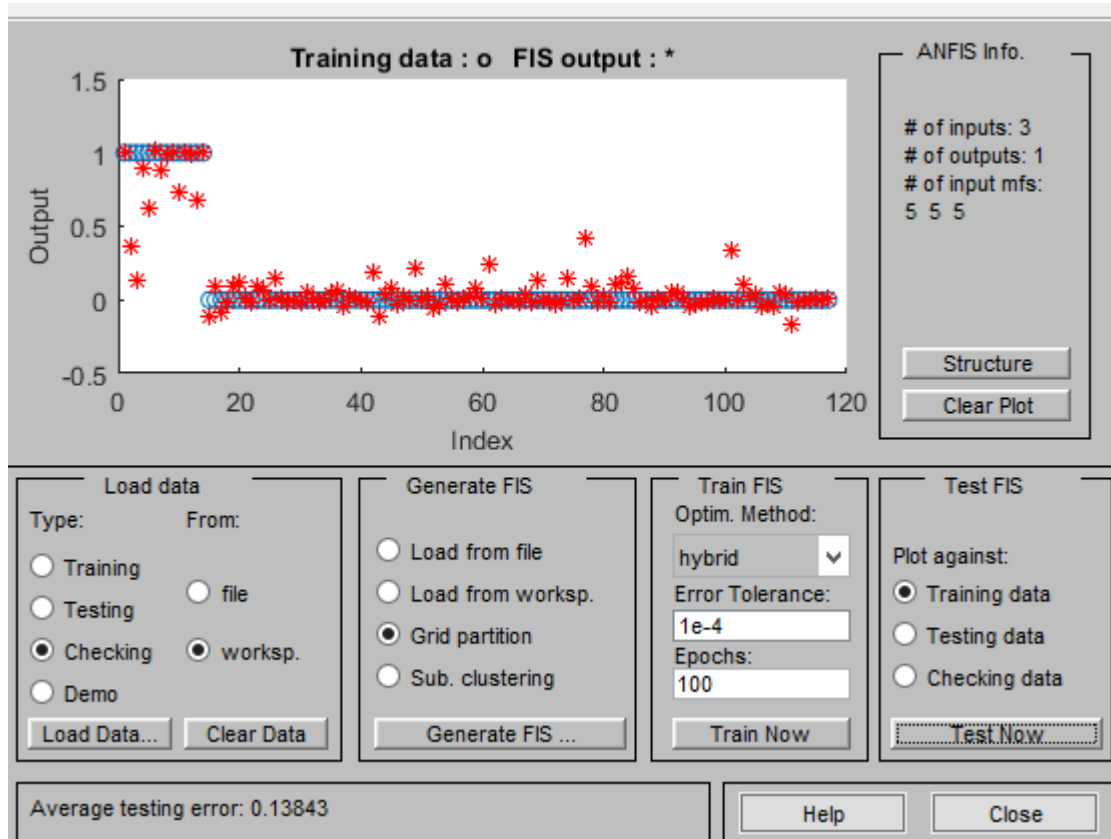 Training data : o   FIS output : *
1.5
1
0.5
0
-0.5
Output
0
20
40
60
80
100
120
Index
ANFIS Info.
# of inputs: 3
# of outputs: 1
# of input mfs:
5  5  5
Structure
Clear Plot
Load data
Type:
From:
Training
Testing
Checking
Demo
file
worksp.
Load Data...
Clear Data
Generate FIS
Load from file
Load from worksp.
Grid partition
Sub. clustering
Generate FIS ...
Train FIS
Optim. Method:
hybrid
Error Tolerance:
1e-4
Epochs:
100
Train Now
Test FIS
Plot against:
Training data
Testing data
Checking data
Test Now
Average testing error: 0.13843
Help
Close